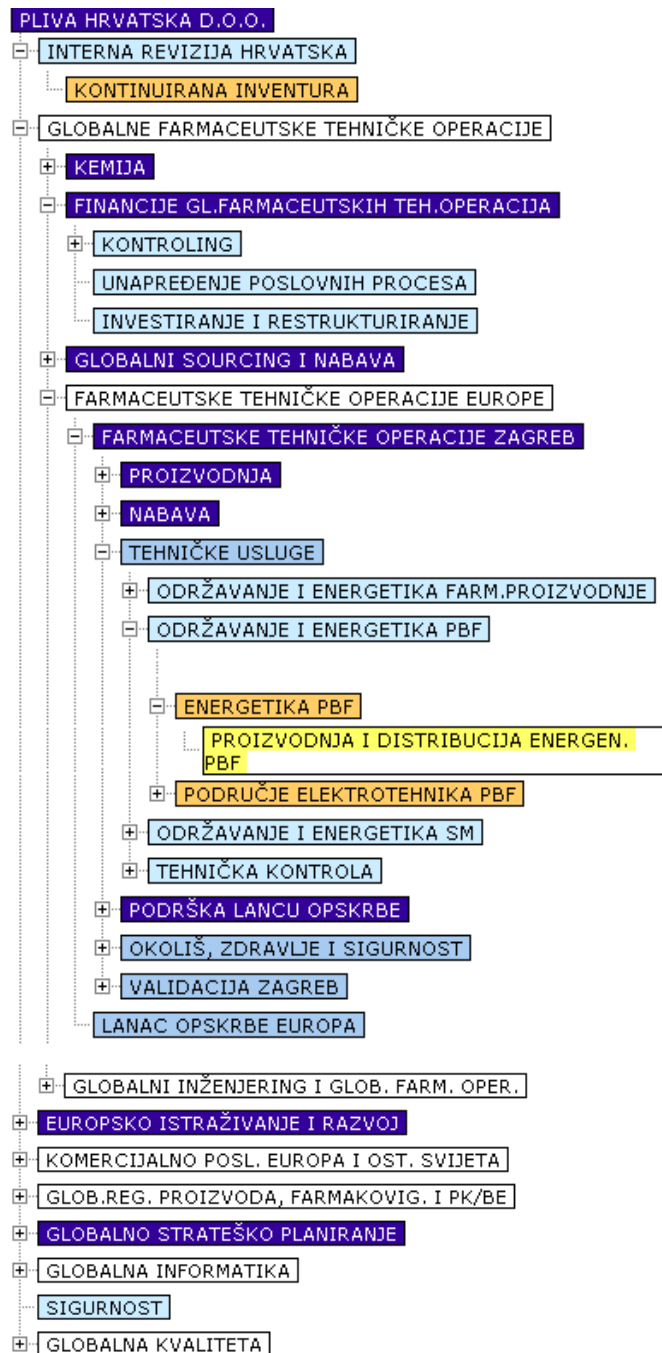 PLIVA HRVATSKA D.O.O.
INTERNA REVIZIJA HRVATSKA
KONTINUIRANA INVENTURA
GLOBALNE FARMACEUTSKE TEHNIČKE OPERACIJE
KEMIJA
FINANCIJE GL.FARMACEUTSKIH TEH.OPERACIJA
KONTROLING
UNAPREĐENJE POSLOVNIH PROCESA
INVESTIRANJE I RESTRUKTURIRANJE
GLOBALNI SOURCING I NABAVA
FARMACEUTSKE TEHNIČKE OPERACIJE EUROPE
FARMACEUTSKE TEHNIČKE OPERACIJE ZAGREB
PROIZVODNJA
NABAVA
TEHNIČKE USLUGE
ODRŽAVANJE I ENERGETIKA FARM.PROIZVODNJE
ODRŽAVANJE I ENERGETIKA PBF
ENERGETIKA PBF
PROIZVODNJA I DISTRIBUCIJA ENERGEN.
PBF
PODRUČJE ELEKTROTEHNIKA PBF
ODRŽAVANJE I ENERGETIKA SM
TEHNIČKA KONTROLA
PODRŠKA LANCU OPSKRBE
OKOLIŠ, ZDRAVLJE I SIGURNOST
VALIDACIJA ZAGREB
LANAC OPSKRBE EUROPA
GLOBALNI INŽENJERING I GLOB. FARM. OPER.
EUROPSKO ISTRAŽIVANJE I RAZVOJ
KOMERCIJALNO POSL. EUROPA I OST. SVIJETA
GLOB.REG. PROIZVODA, FARMAKOVIG. I PK/BE
GLOBALNO STRATEŠKO PLANIRANJE
GLOBALNA INFORMATIKA
SIGURNOST
GLOBALNA KVALITETA